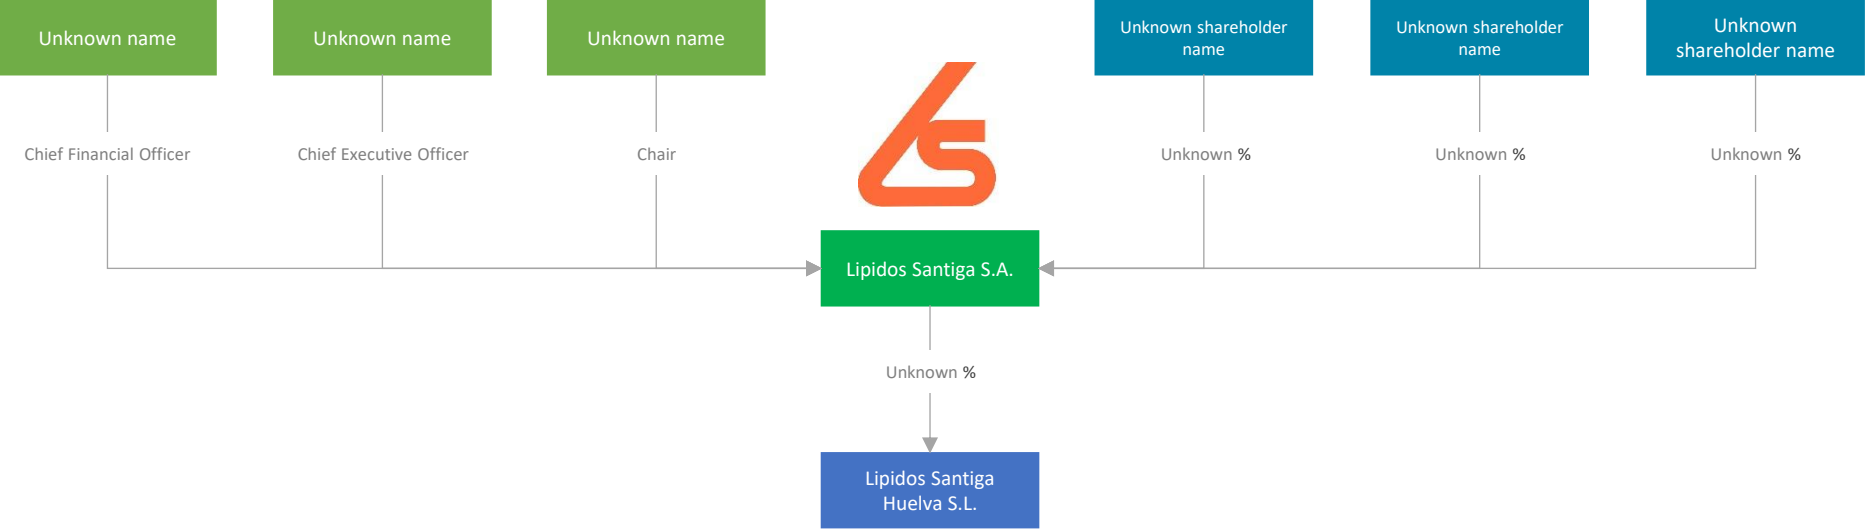 Unknown name
Unknown name
Unknown name
Unknown shareholder
name
Unknown shareholder
name
Unknown
shareholder name
Chief Financial Officer
Chief Executive Officer
Chair
LS
Unknown %
Unknown %
Unknown %
Lipidos Santiga S.A.
Unknown %
Lipidos Santiga
Huelva S.L.